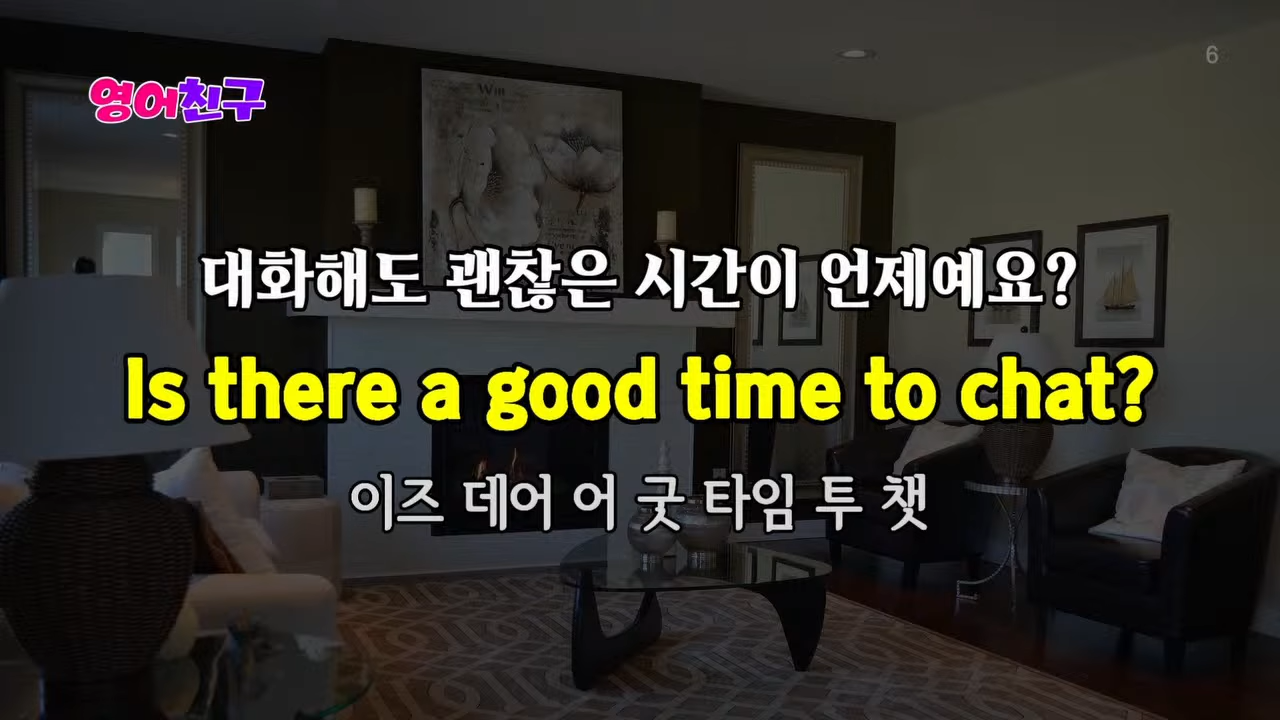 6
영어친구
Will
대화해도 괜찮은 시간이 언제예요?
Is there a good time to chat?
이즈 데어 어 굿 타임 투 챗